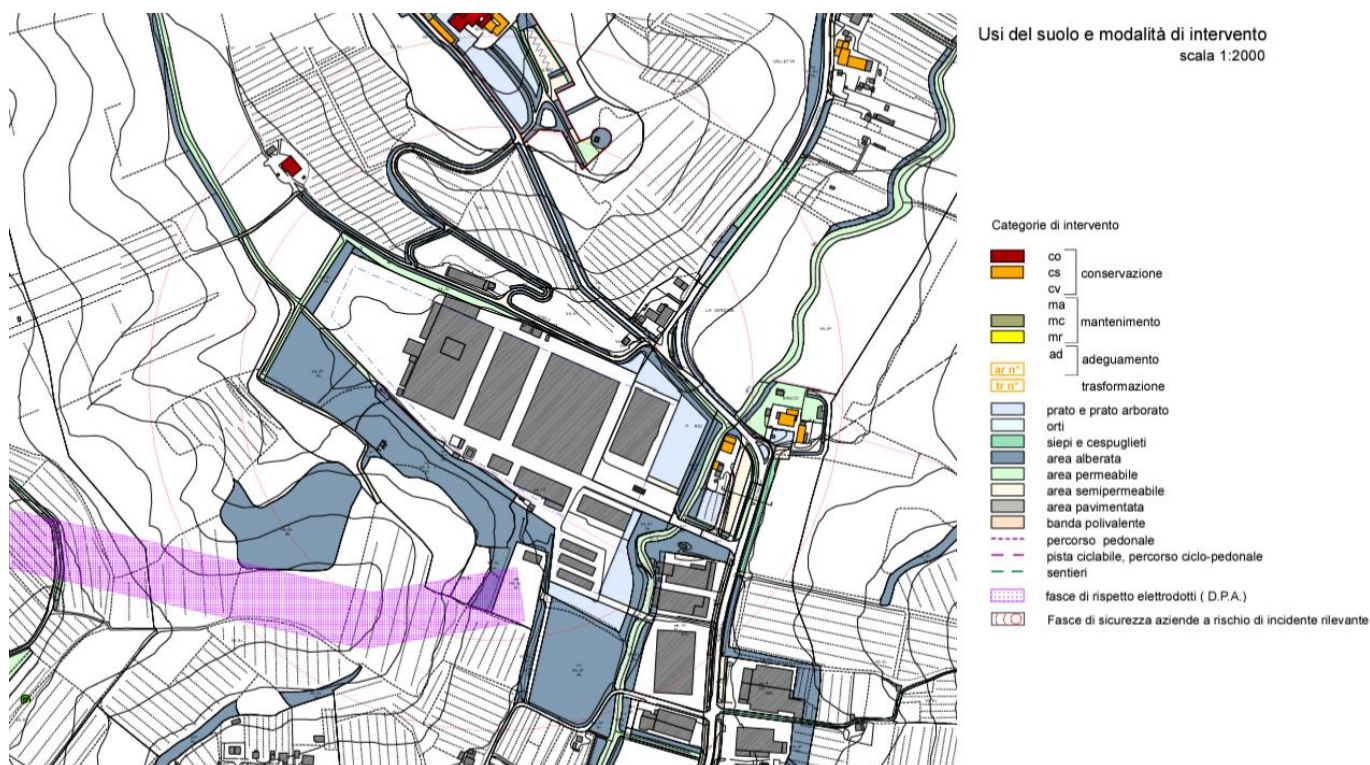 Usi del suolo e modalità di intervento
scala 1:2000
Categorie di intervento
co
cs
cv
conservazione
ma
mc
mr
mantenimento
ad
adeguamento
ar n°
tr n°
trasformazione
prato e prato arborato
orti
siepi e cespuglieti
area alberata
area permeabile
area semipermeabile
area pavimentata
banda polivalente
percorso pedonale
pista ciclabile, percorso ciclo-pedonale
sentieri
fasce di rispetto elettrodotti ( D.P.A.)
Fasce di sicurezza aziende a rischio di incidente rilevante
VALLETTA